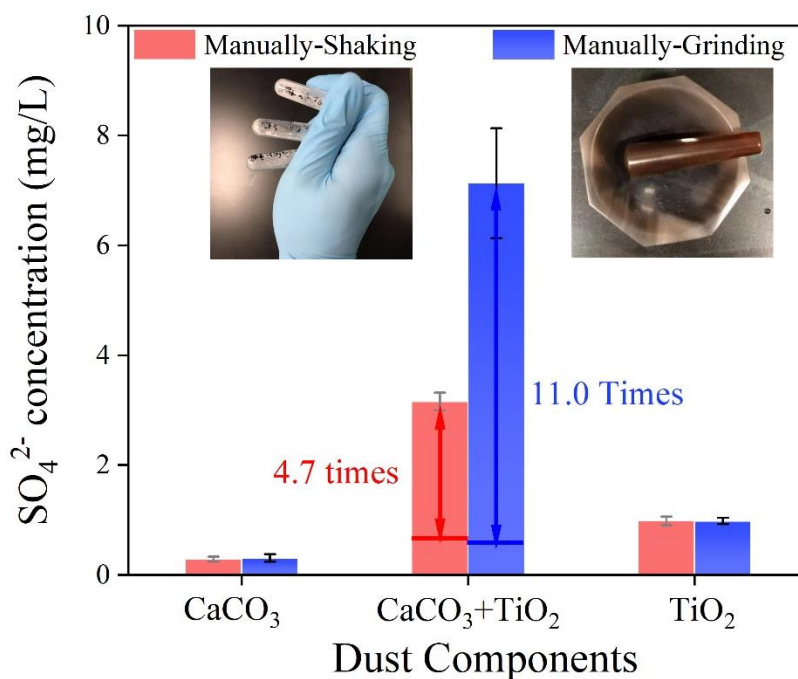 Manually-Shaking
Manually-Grinding
SO₄²⁻ concentration (mg/L)
10
8
6
4
2
0
4.7 times
11.0 Times
CaCO₃
CaCO₃+TiO₂
TiO₂
Dust Components